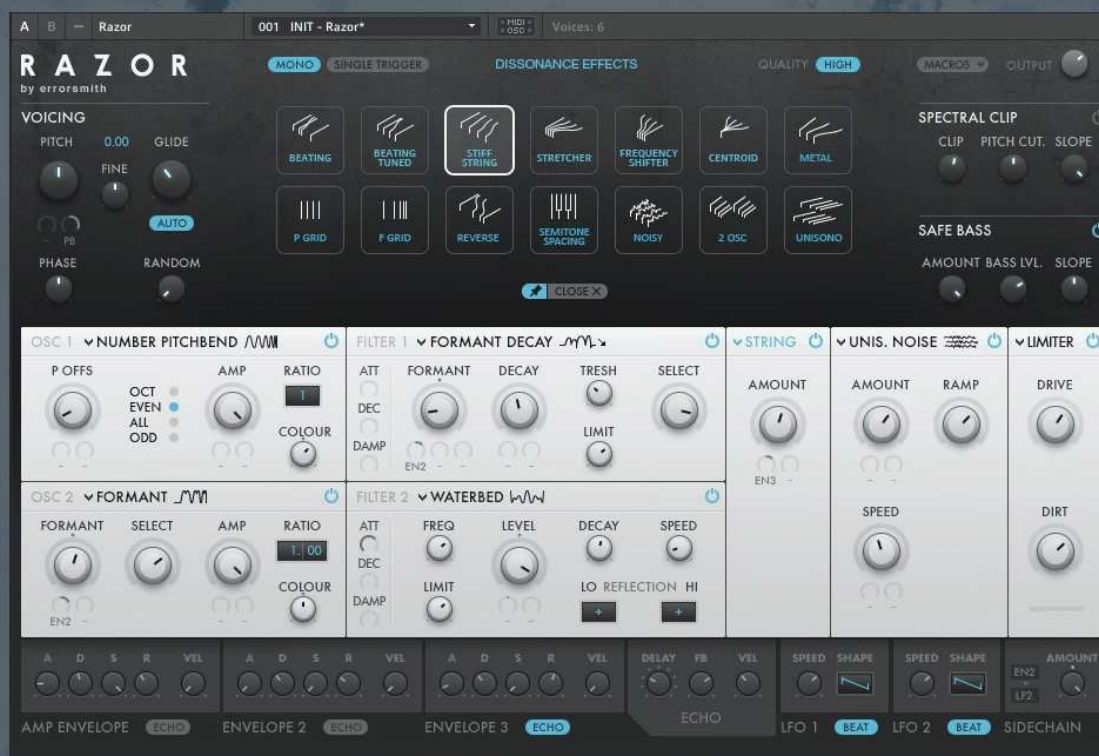 A B Razor 001 INIT - Razor* MIDI OSC Voices: 6
RAZOR
by errorsmith
MONO SINGLE TRIGGER DISSONANCE EFFECTS QUALITY HIGH MACROS OUTPUT
VOICING
PITCH 0.00 GLIDE
FINE
AUTO
PB
PHASE RANDOM
BEATING
BEATING TUNED
STIFF STRING
STRETCHER
FREQUENCY SHIFTER
CENTROID
METAL
P GRID
F GRID
REVERSE
SEMITONE SPACING
NOISY
2 OSC
UNISONO
CLOSE X
SPECTRAL CLIP
CLIP PITCH CUT. SLOPE
SAFE BASS
AMOUNT BASS LVL. SLOPE
OSC 1 NUMBER PITCHBEND
P OFFS AMP RATIO
OCT
EVEN
ALL
ODD
1
COLOUR
- - - -
FILTER 1 FORMANT DECAY
ATT FORMANT DECAY TRESH SELECT
DEC
DAMP
LIMIT
EN2 - - - -
STRING
AMOUNT
EN3 -
UNIS. NOISE
AMOUNT RAMP
- -
SPEED
- -
LIMITER
DRIVE
DIRT
OSC 2 FORMANT
FORMANT SELECT AMP RATIO
1. 00
COLOUR
EN2 - - -
FILTER 2 WATERBED
ATT FREQ LEVEL DECAY SPEED
DEC
DAMP
LIMIT
LO REFLECTION HI
+ +
- -
A D S R VEL A D S R VEL A D S R VEL DELAY FB VEL SPEED SHAPE SPEED SHAPE AMOUNT
EN2
LF2
ECHO
AMP ENVELOPE ECHO ENVELOPE 2 ECHO ENVELOPE 3 ECHO LFO 1 BEAT LFO 2 BEAT SIDECHAIN